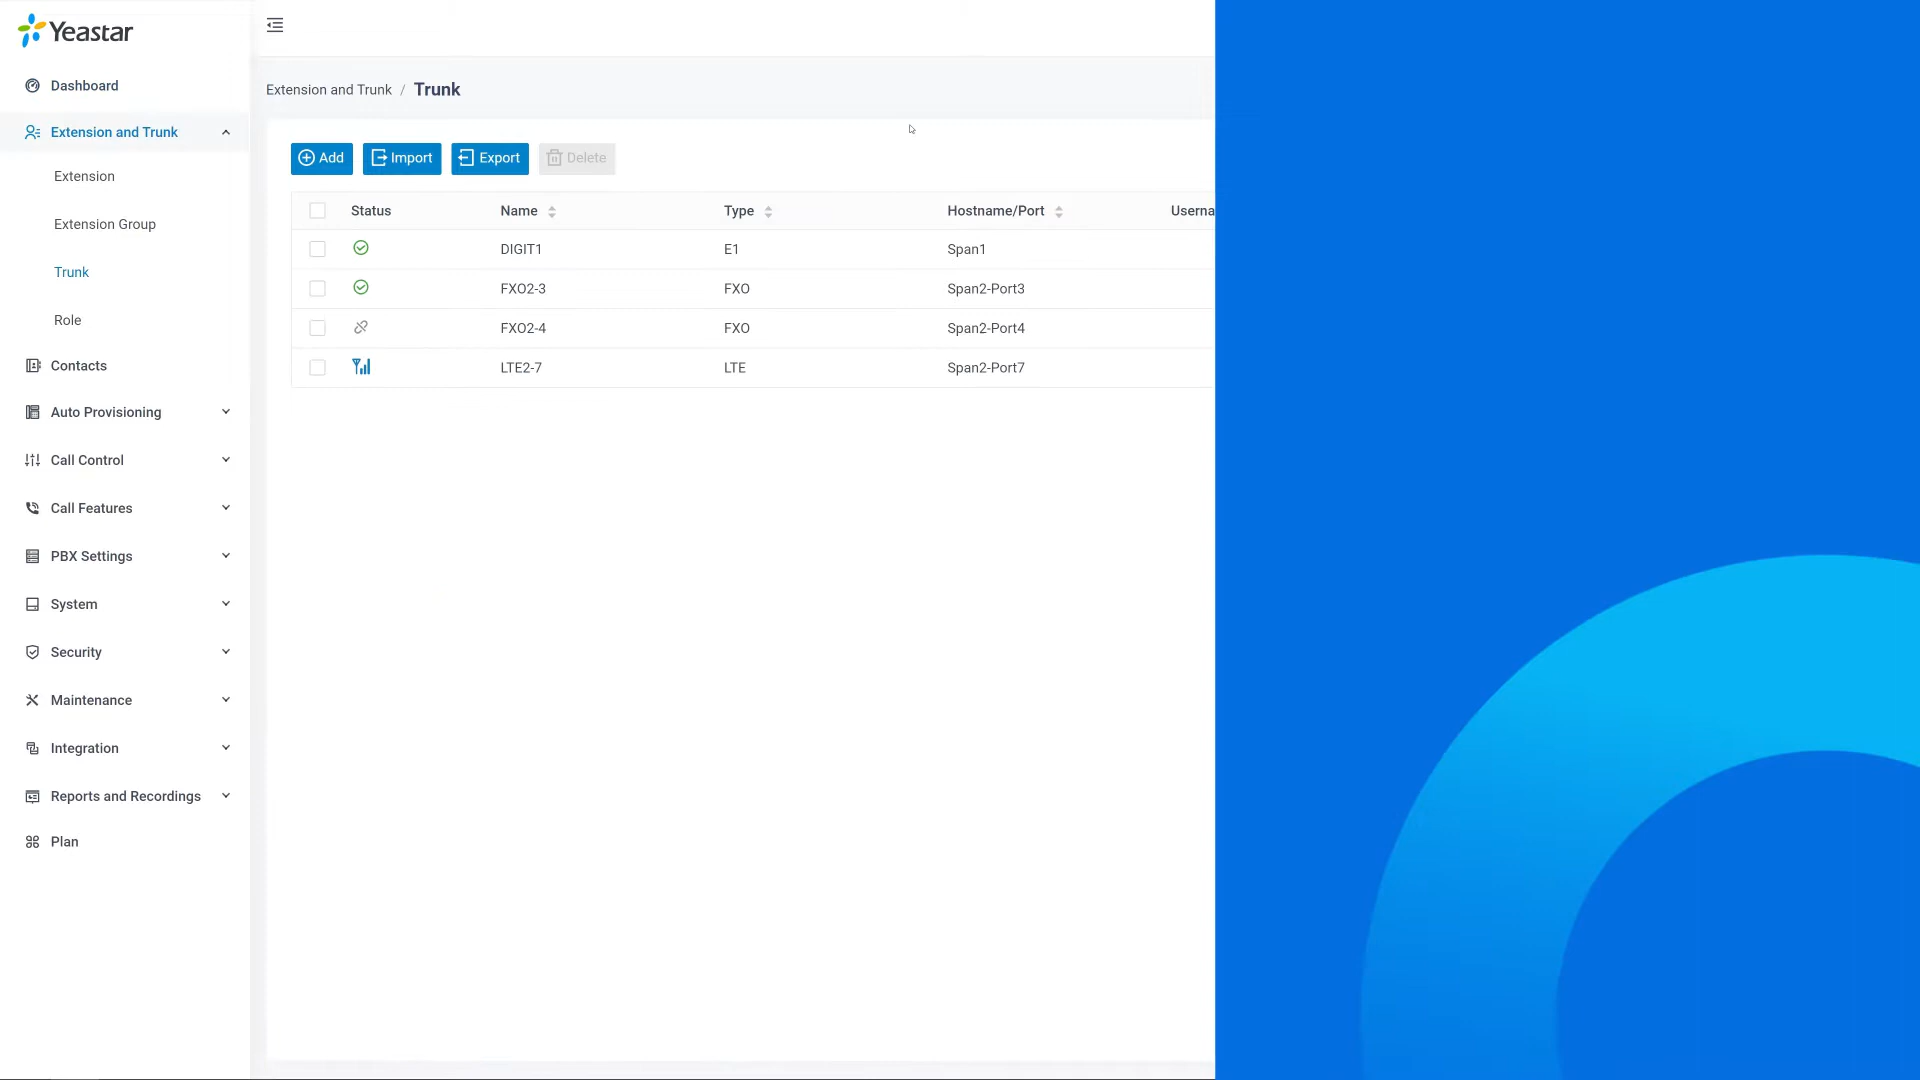 Yeastar
Dashboard
Extension and Trunk
Extension
Extension Group
Trunk
Role
Contacts
Auto Provisioning
Call Control
Call Features
PBX Settings
System
Security
Maintenance
Integration
Reports and Recordings
Plan
Extension and Trunk / Trunk
Add Import Export Delete
Status Name Type Hostname/Port Userna
DIGIT1 E1 Span1
FXO2-3 FXO Span2-Port3
FXO2-4 FXO Span2-Port4
LTE2-7 LTE Span2-Port7